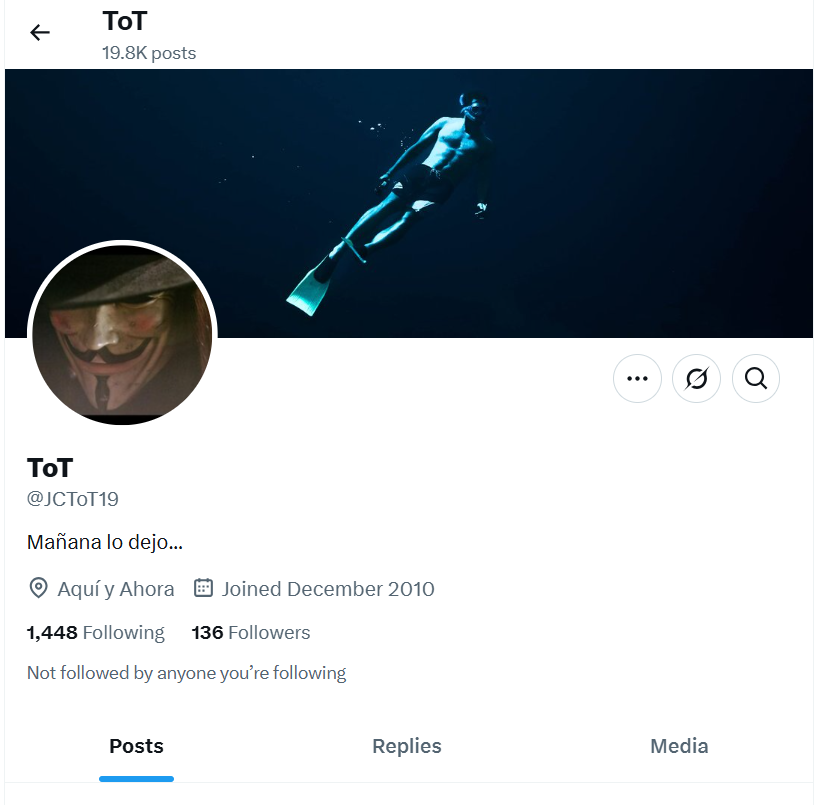 ToT
19.8K posts
ToT
@JCToT19
Mañana lo dejo...
Aquí y Ahora Joined December 2010
1,448 Following 136 Followers
Not followed by anyone you’re following
Posts Replies Media